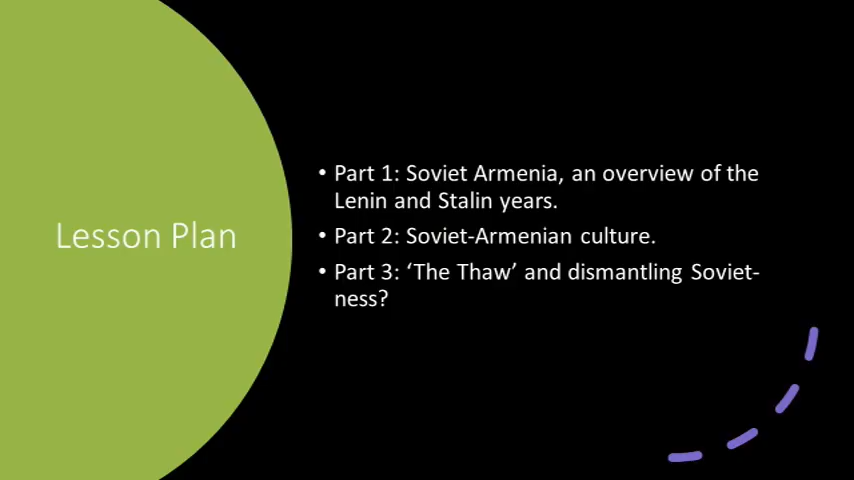 Lesson Plan
• Part 1: Soviet Armenia, an overview of the
Lenin and Stalin years.
• Part 2: Soviet-Armenian culture.
• Part 3: ‘The Thaw’ and dismantling Soviet-
ness?